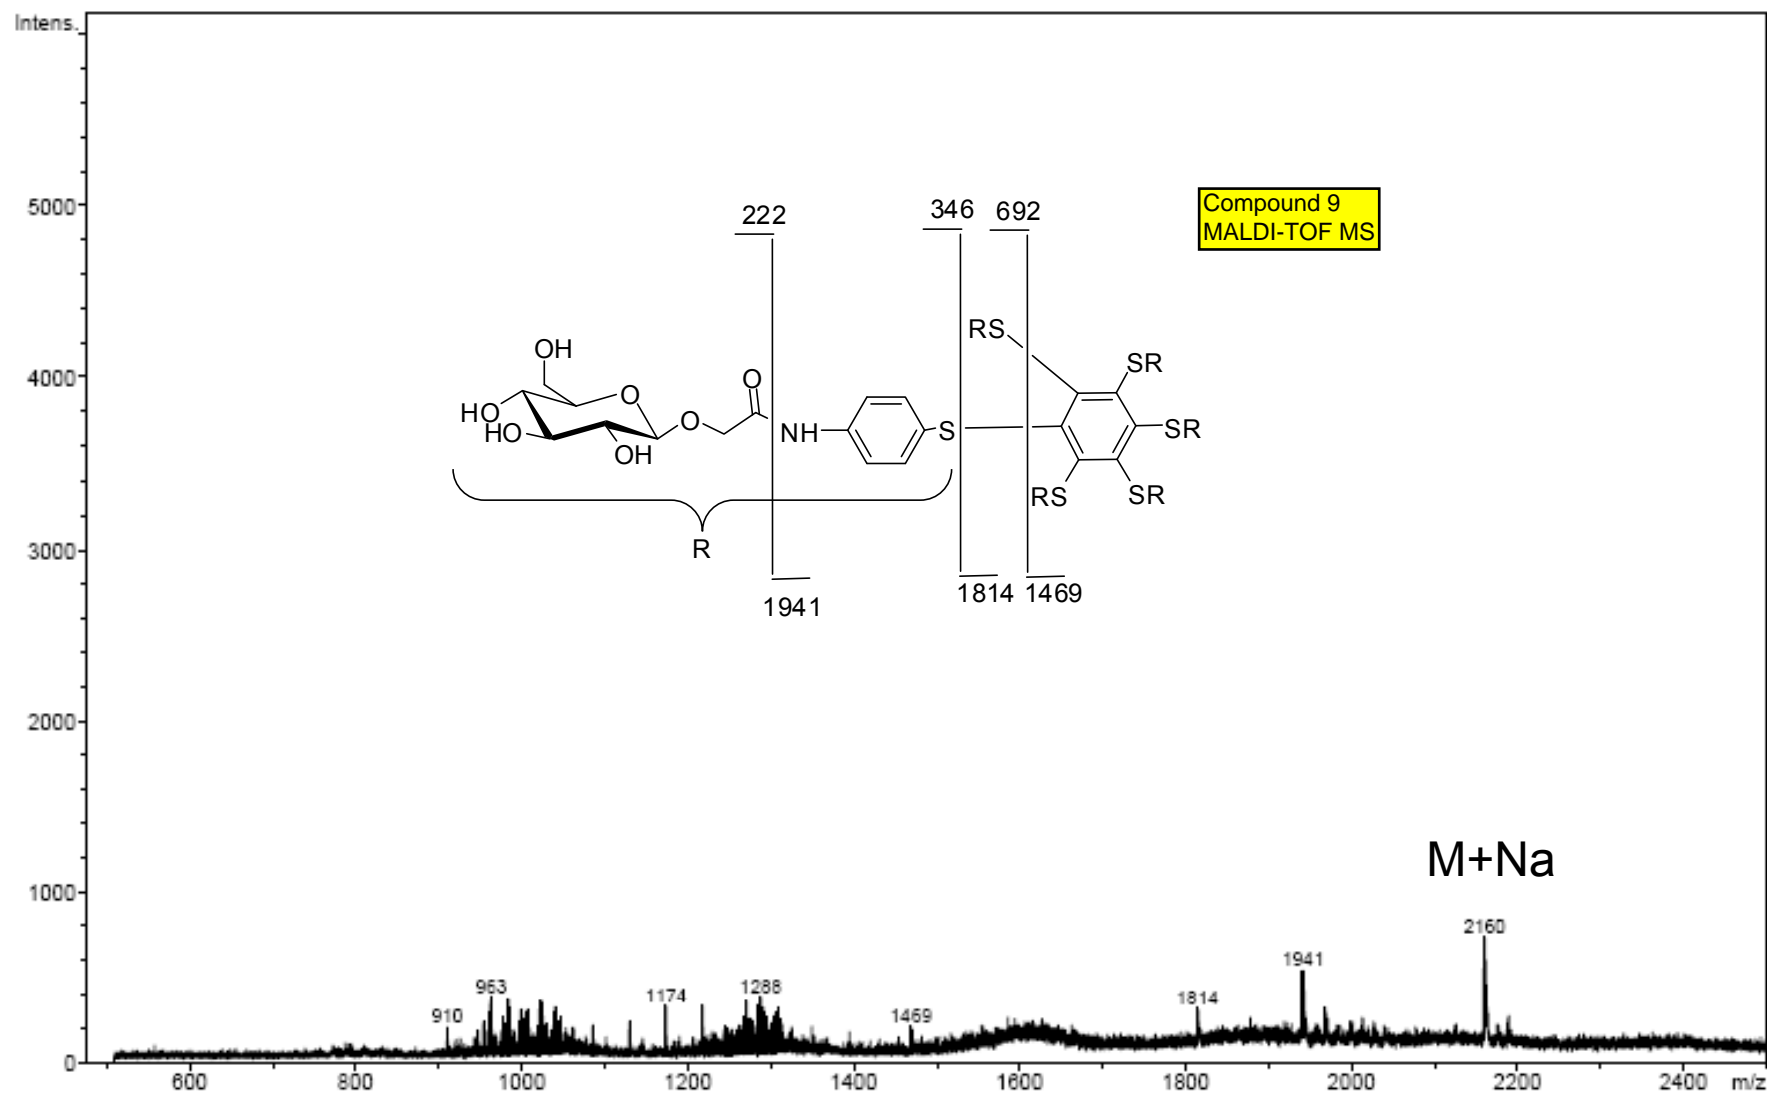 Intens.
5000
4000
3000
2000
1000
0
222
346
692
Compound 9
MALDI-TOF MS
RS
SR
SR
SR
RS
OH
HO
HO
OH
O
O
O
NH
S
R
1941
1814
1469
M+Na
910
963
1174
1288
1469
1814
1941
2160
600
800
1000
1200
1400
1600
1800
2000
2200
2400
m/z